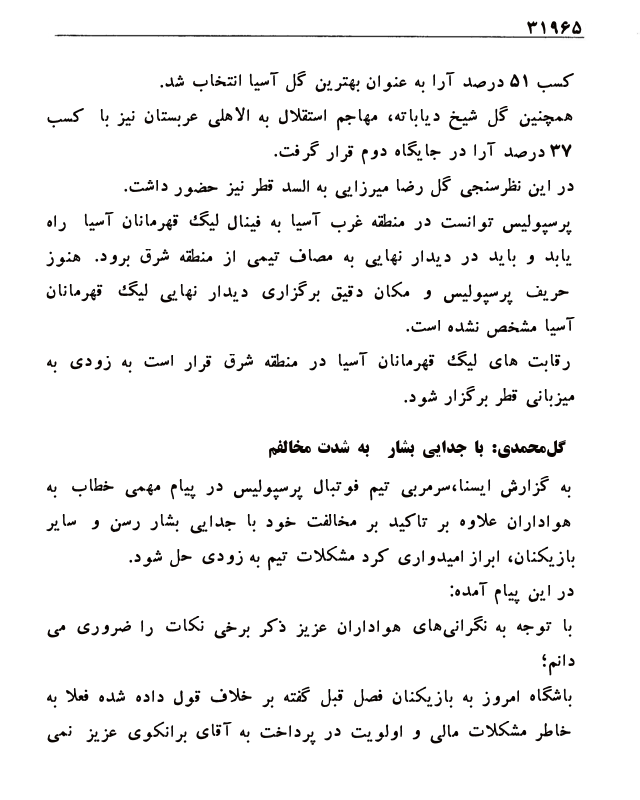 ۳۱۹۶۵
کسب ۵۱ درصد آرا به عنوان بهترین گل آسیا انتخاب شد.
همچنین گل شیخ دیاباته، مهاجم استقلال به الاهلی عربستان نیز با کسب
۳۷ درصد آرا در جایگاه دوم قرار گرفت.
در این نظرسنجی گل رضا میرزایی به السد قطر نیز حضور داشت.
پرسپولیس توانست در منطقه غرب آسیا به فینال لیگ قهرمانان آسیا راه
یابد و باید در دیدار نهایی به مصاف تیمی از منطقه شرق برود. هنوز
حریف پرسپولیس و مکان دقیق برگزاری دیدار نهایی لیگ قهرمانان
آسیا مشخص نشده است.
رقابت های لیگ قهرمانان آسیا در منطقه شرق قرار است به زودی به
میزبانی قطر برگزار شود.
گل‌محمدی: با جدایی بشار به شدت مخالفم
به گزارش ایسنا،سرمربی تیم فوتبال پرسپولیس در پیام مهمی خطاب به
هواداران علاوه بر تاکید بر مخالفت خود با جدایی بشار رسن و سایر
بازیکنان، ابراز امیدواری کرد مشکلات تیم به زودی حل شود.
در این پیام آمده:
با توجه به نگرانی‌های هواداران عزیز ذکر برخی نکات را ضروری می
دانم؛
باشگاه امروز به بازیکنان فصل قبل گفته بر خلاف قول داده شده فعلا به
خاطر مشکلات مالی و اولویت در پرداخت به آقای برانکوی عزیز نمی